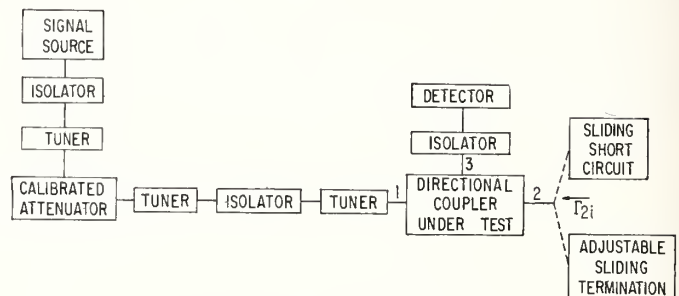 SIGNAL
SOURCE
ISOLATOR
TUNER
CALIBRATED
ATTENUATOR
TUNER
ISOLATOR
TUNER
DETECTOR
ISOLATOR
3
1
DIRECTIONAL
COUPLER
UNDER TEST
2
SLIDING
SHORT
CIRCUIT
Γ2i
ADJUSTABLE
SLIDING
TERMINATION